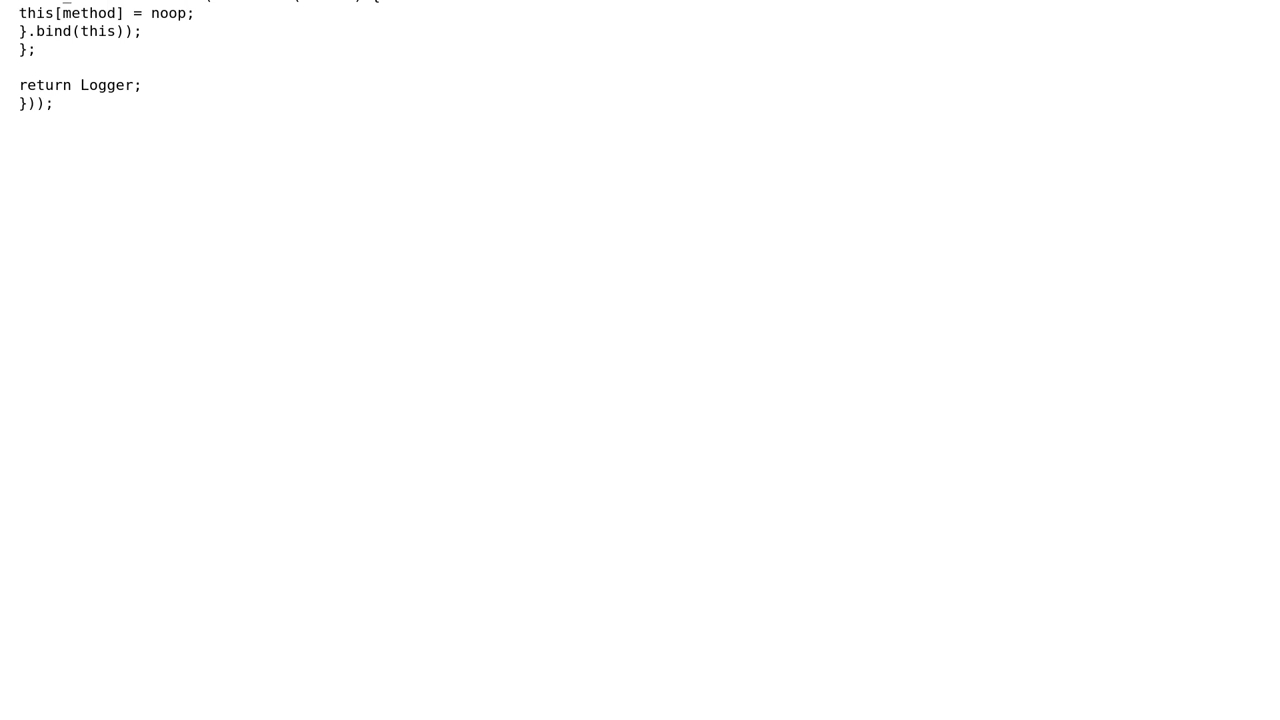 this[method] = noop;
}.bind(this));
};

return Logger;
}));